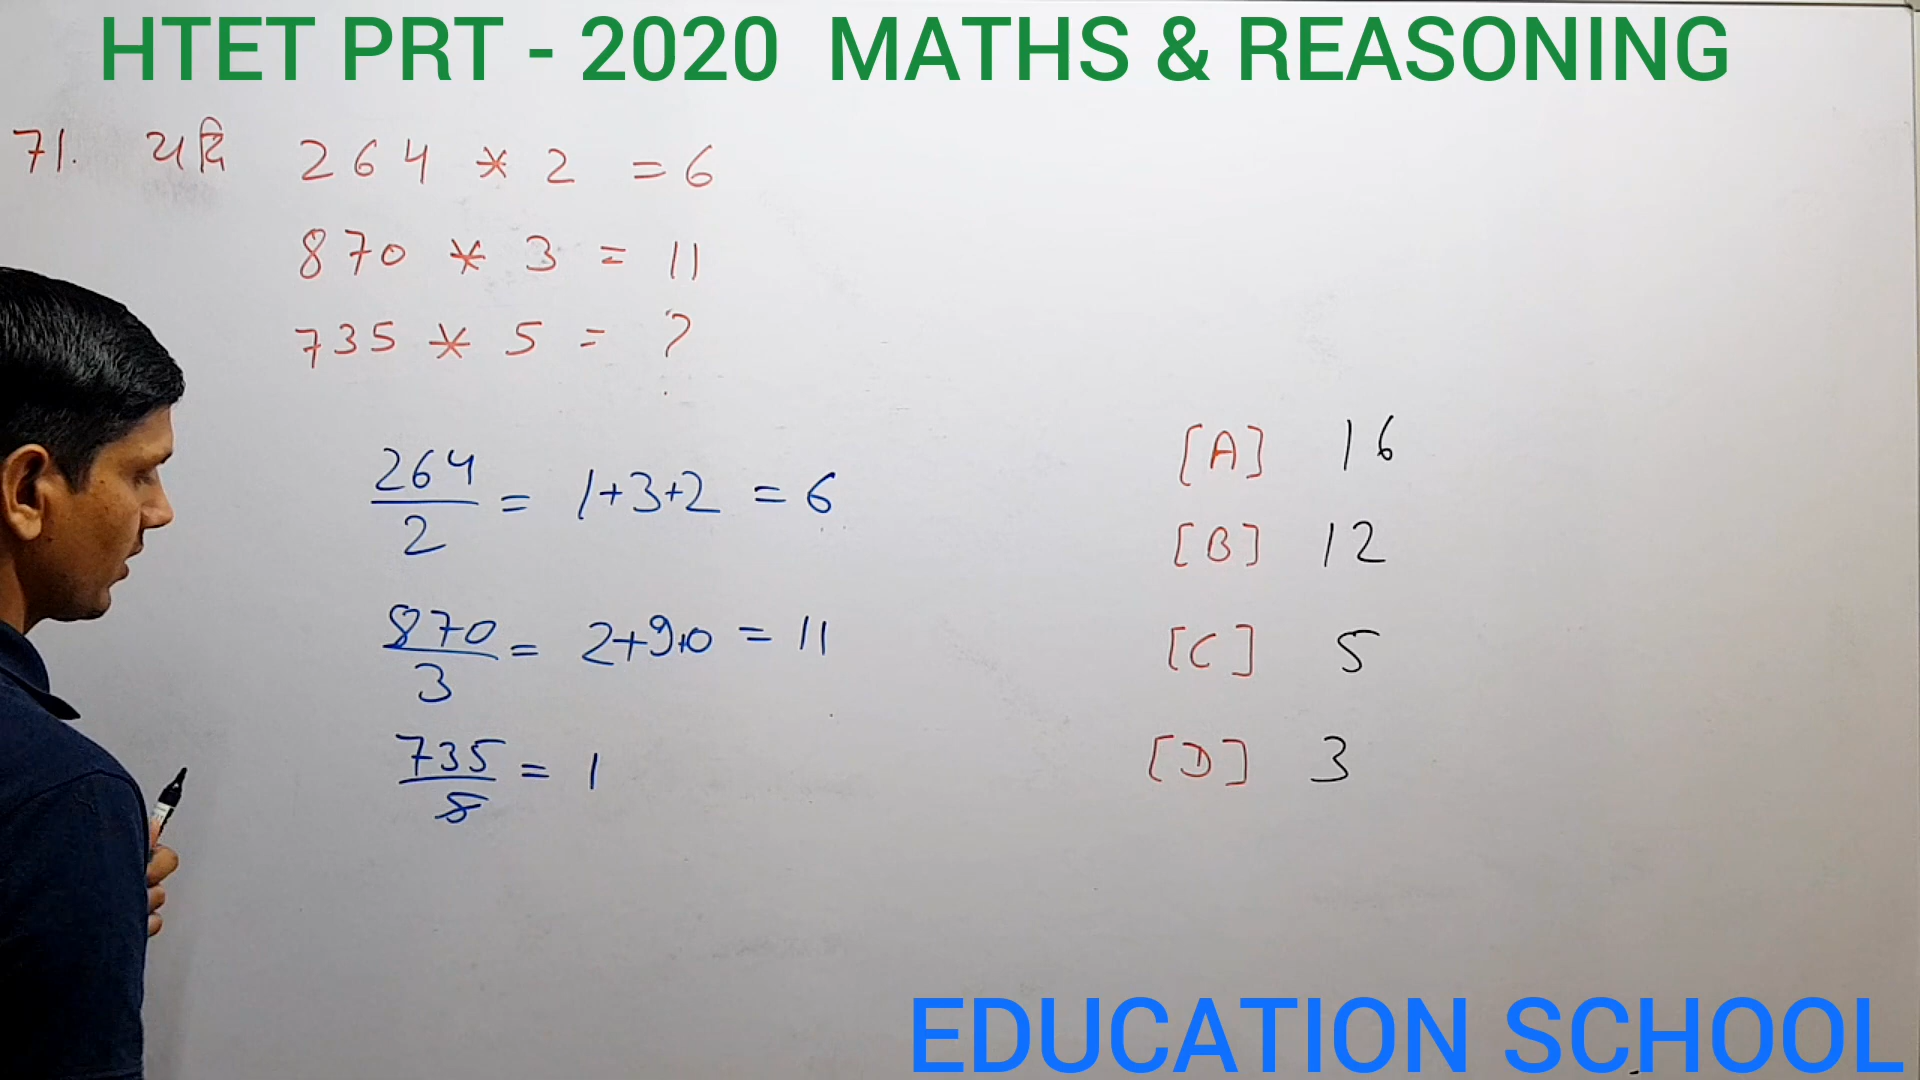 HTET PRT - 2020 MATHS & REASONING
71. यदि 264 * 2 = 6
870 * 3 = 11
735 * 5 = ?
264/2 = 1+3+2 = 6
870/3 = 2+9+0 = 11
735/5 = 1
[A] 16
[B] 12
[C] 5
[D] 3
EDUCATION SCHOOL